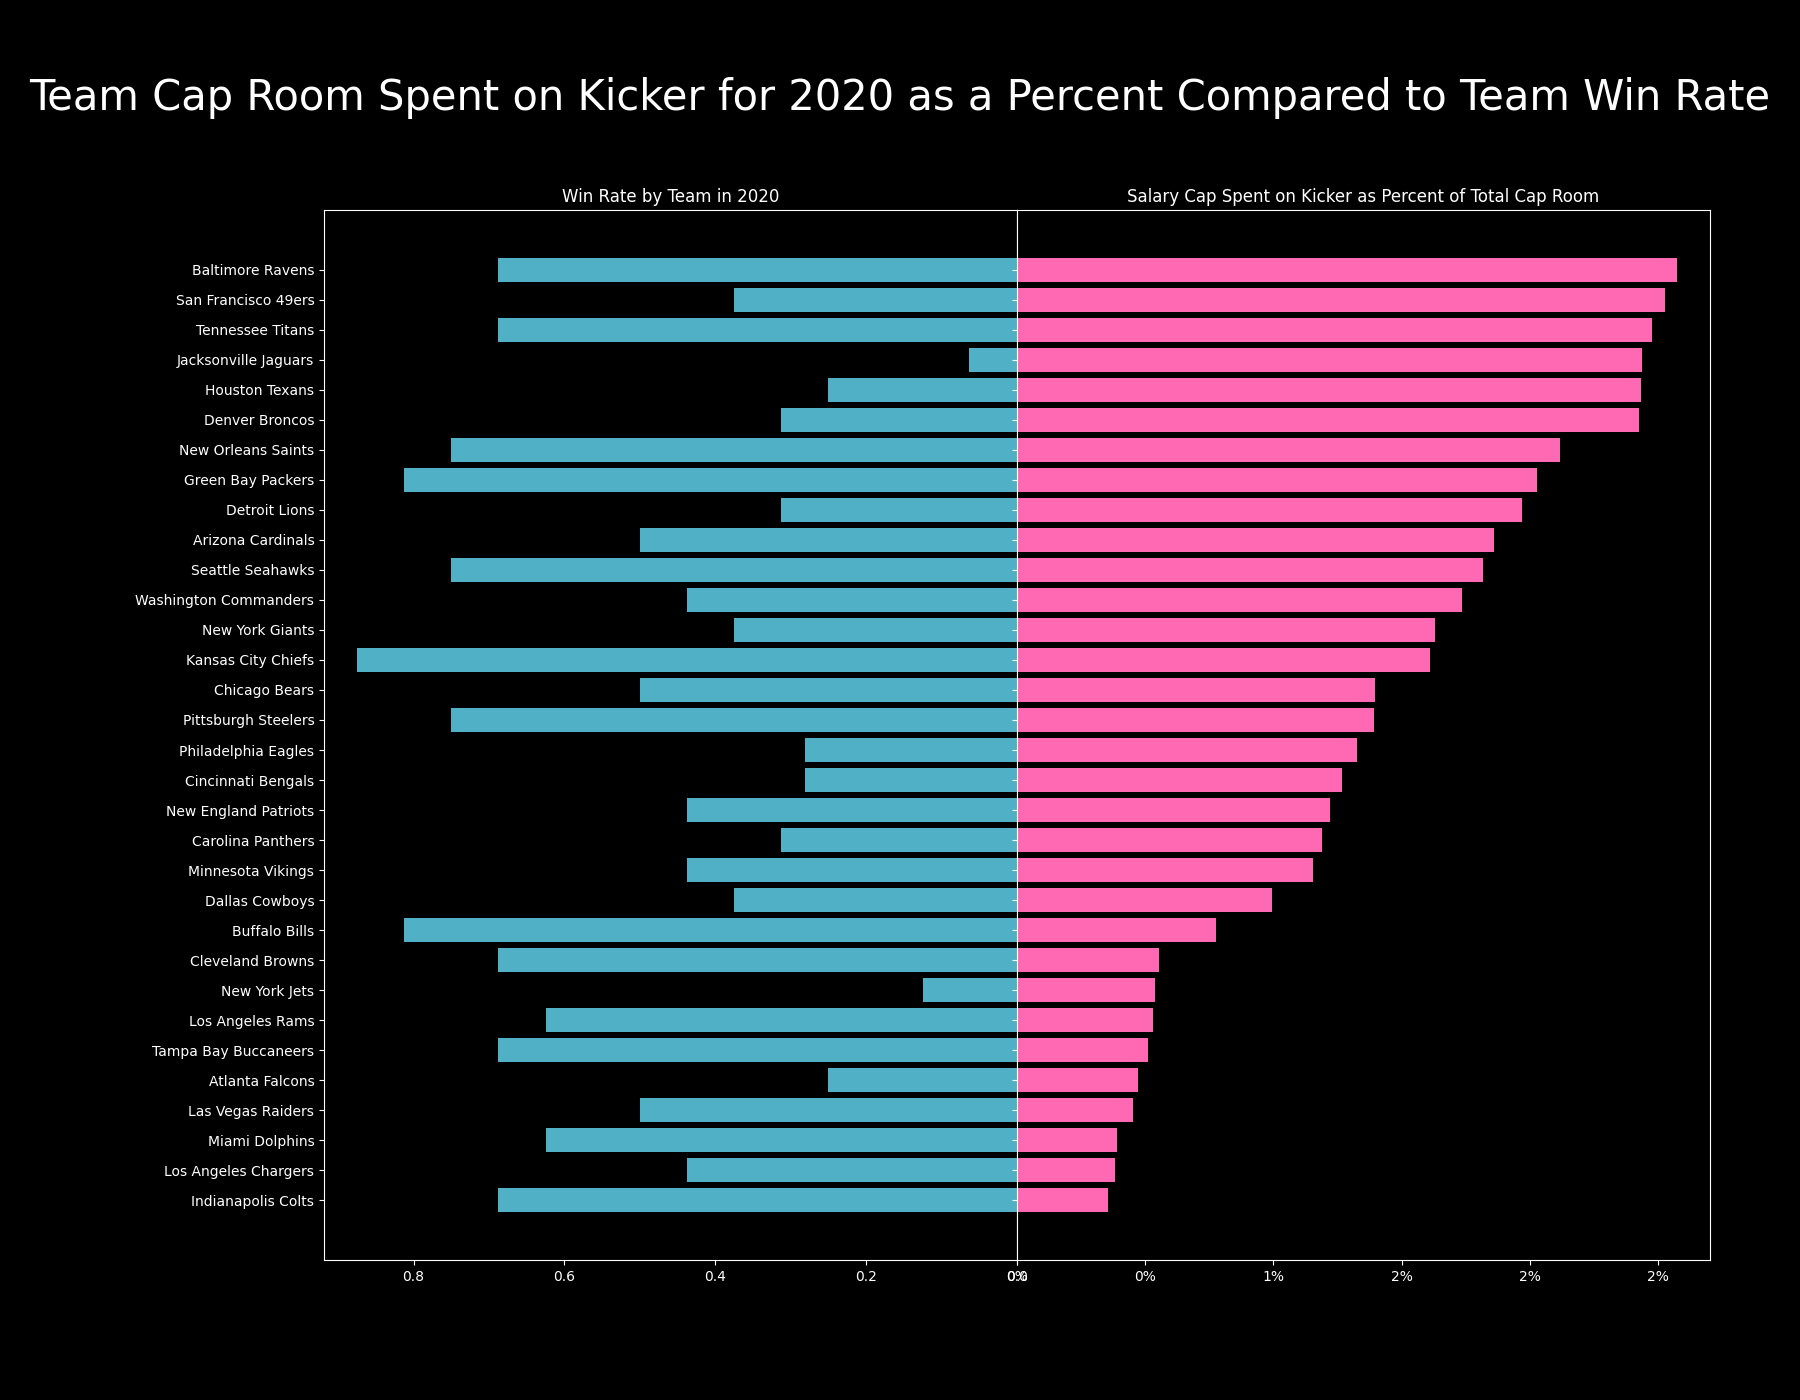 Team Cap Room Spent on Kicker for 2020 as a Percent Compared to Team Win Rate
Win Rate by Team in 2020
Salary Cap Spent on Kicker as Percent of Total Cap Room
Baltimore Ravens
San Francisco 49ers
Tennessee Titans
Jacksonville Jaguars
Houston Texans
Denver Broncos
New Orleans Saints
Green Bay Packers
Detroit Lions
Arizona Cardinals
Seattle Seahawks
Washington Commanders
New York Giants
Kansas City Chiefs
Chicago Bears
Pittsburgh Steelers
Philadelphia Eagles
Cincinnati Bengals
New England Patriots
Carolina Panthers
Minnesota Vikings
Dallas Cowboys
Buffalo Bills
Cleveland Browns
New York Jets
Los Angeles Rams
Tampa Bay Buccaneers
Atlanta Falcons
Las Vegas Raiders
Miami Dolphins
Los Angeles Chargers
Indianapolis Colts
0.8 0.6 0.4 0.2 0.0
0% 0% 1% 2% 2% 2%